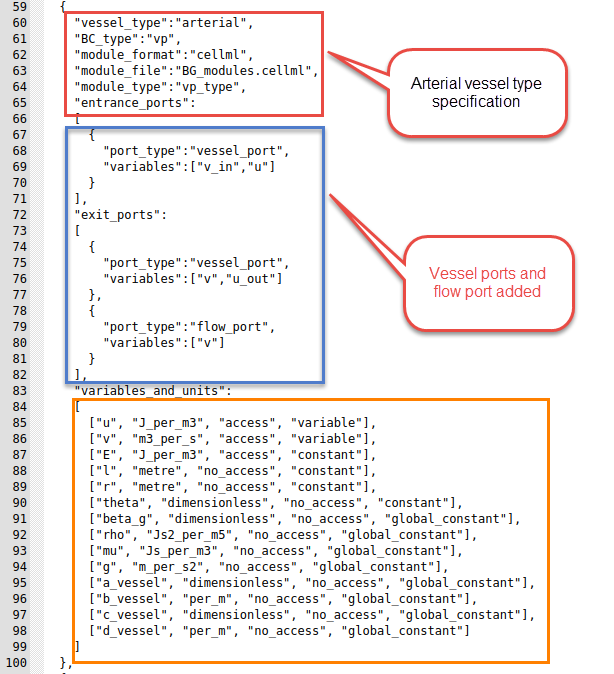 59 {
60 "vessel_type":"arterial",
61 "BC_type":"vp",
62 "module_format":"cellml",
63 "module_file":"BG_modules.cellml",
64 "module_type":"vp_type",
65 "entrance_ports":
66 [
67 {
68 "port_type":"vessel_port",
69 "variables":["v_in","u"]
70 }
71 ],
72 "exit_ports":
73 [
74 {
75 "port_type":"vessel_port",
76 "variables":["v","u_out"]
77 },
78 {
79 "port_type":"flow_port",
80 "variables":["v"]
81 }
82 ],
83 "variables_and_units":
84 [
85 ["u", "J_per_m3", "access", "variable"],
86 ["v", "m3_per_s", "access", "variable"],
87 ["E", "J_per_m3", "access", "constant"],
88 ["l", "metre", "no_access", "constant"],
89 ["r", "metre", "no_access", "constant"],
90 ["theta", "dimensionless", "no_access", "constant"],
91 ["beta_g", "dimensionless", "no_access", "global_constant"],
92 ["rho", "Js2_per_m5", "no_access", "global_constant"],
93 ["mu", "Js_per_m3", "no_access", "global_constant"],
94 ["g", "m_per_s2", "no_access", "global_constant"],
95 ["a_vessel", "dimensionless", "no_access", "global_constant"],
96 ["b_vessel", "per_m", "no_access", "global_constant"],
97 ["c_vessel", "dimensionless", "no_access", "global_constant"],
98 ["d_vessel", "per_m", "no_access", "global_constant"]
99 ]
100 },
Arterial vessel type
specification
Vessel ports and
flow port added